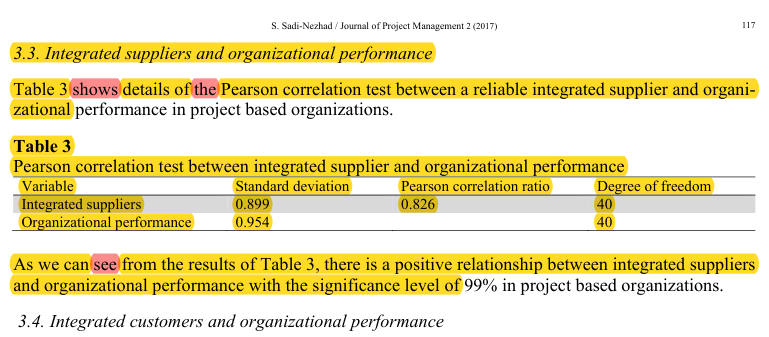 S. Sadi-Nezhad / Journal of Project Management 2 (2017) 117
3.3. Integrated suppliers and organizational performance
Table 3 shows details of the Pearson correlation test between a reliable integrated supplier and organi-
zational performance in project based organizations.
Table 3
Pearson correlation test between integrated supplier and organizational performance
Variable Standard deviation Pearson correlation ratio Degree of freedom
Integrated suppliers 0.899 0.826 40
Organizational performance 0.954 40
As we can see from the results of Table 3, there is a positive relationship between integrated suppliers
and organizational performance with the significance level of 99% in project based organizations.
3.4. Integrated customers and organizational performance